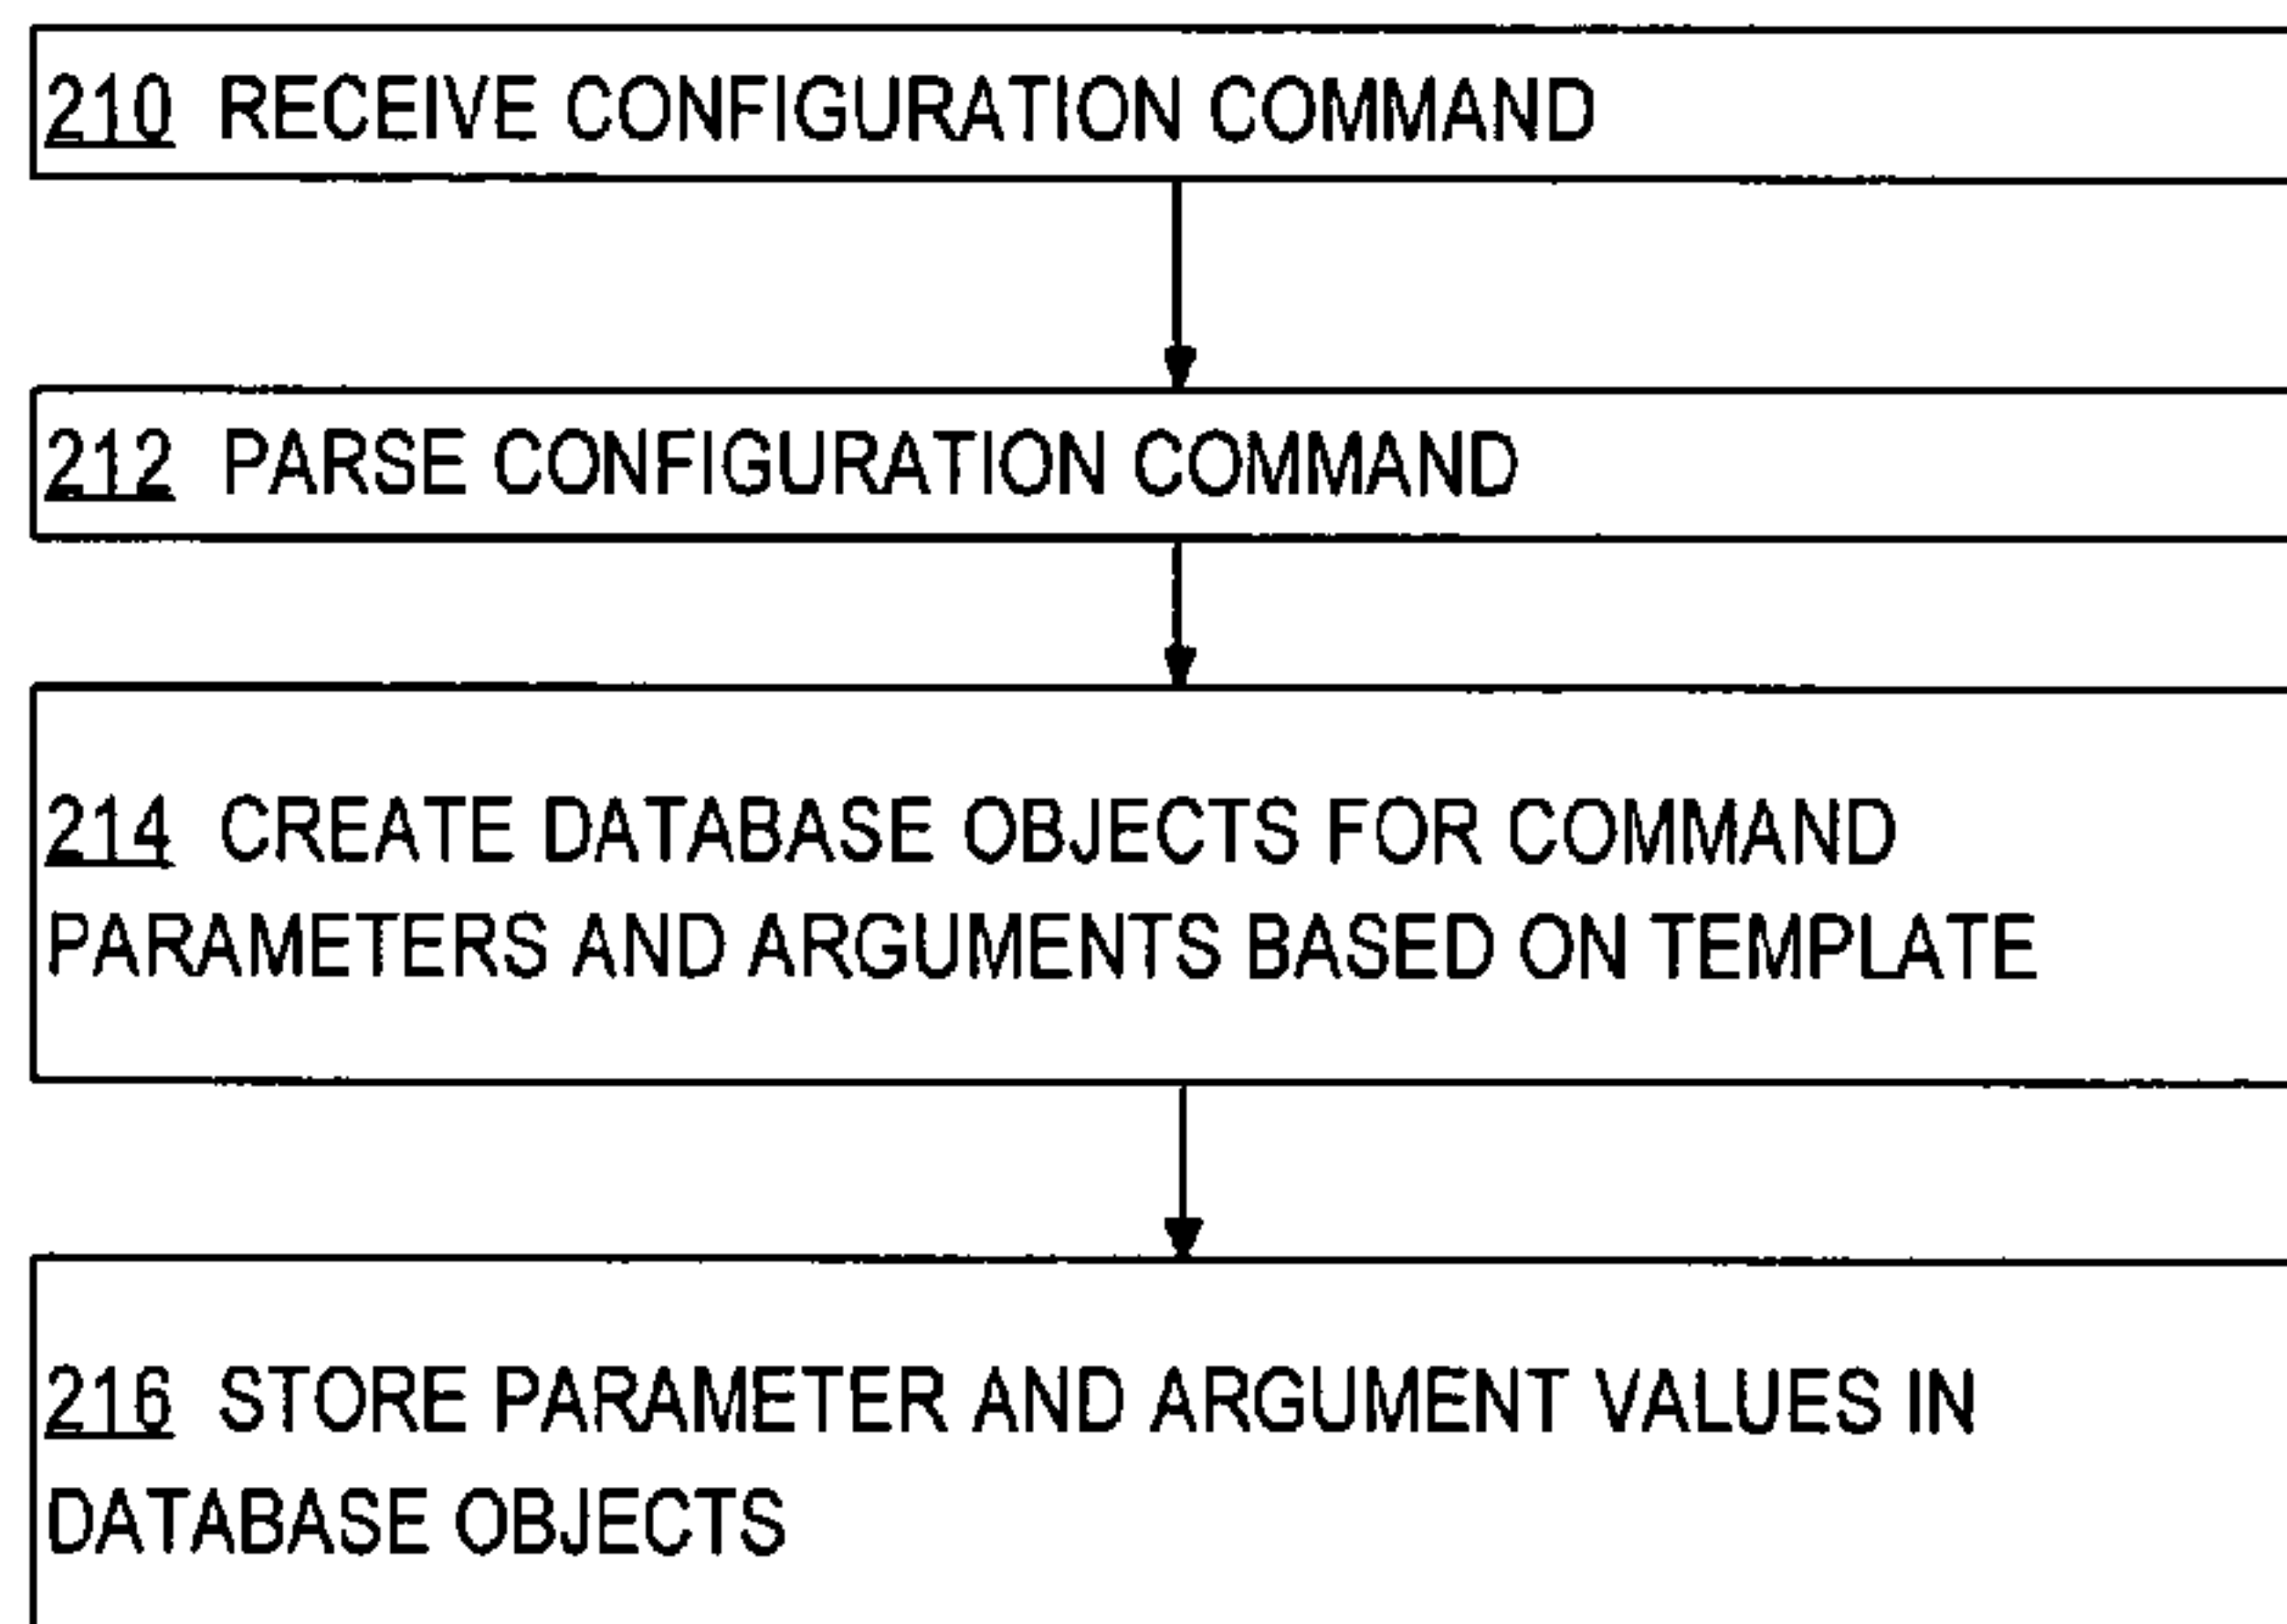 210 RECEIVE CONFIGURATION COMMAND
212 PARSE CONFIGURATION COMMAND
214 CREATE DATABASE OBJECTS FOR COMMAND
PARAMETERS AND ARGUMENTS BASED ON TEMPLATE
216 STORE PARAMETER AND ARGUMENT VALUES IN
DATABASE OBJECTS